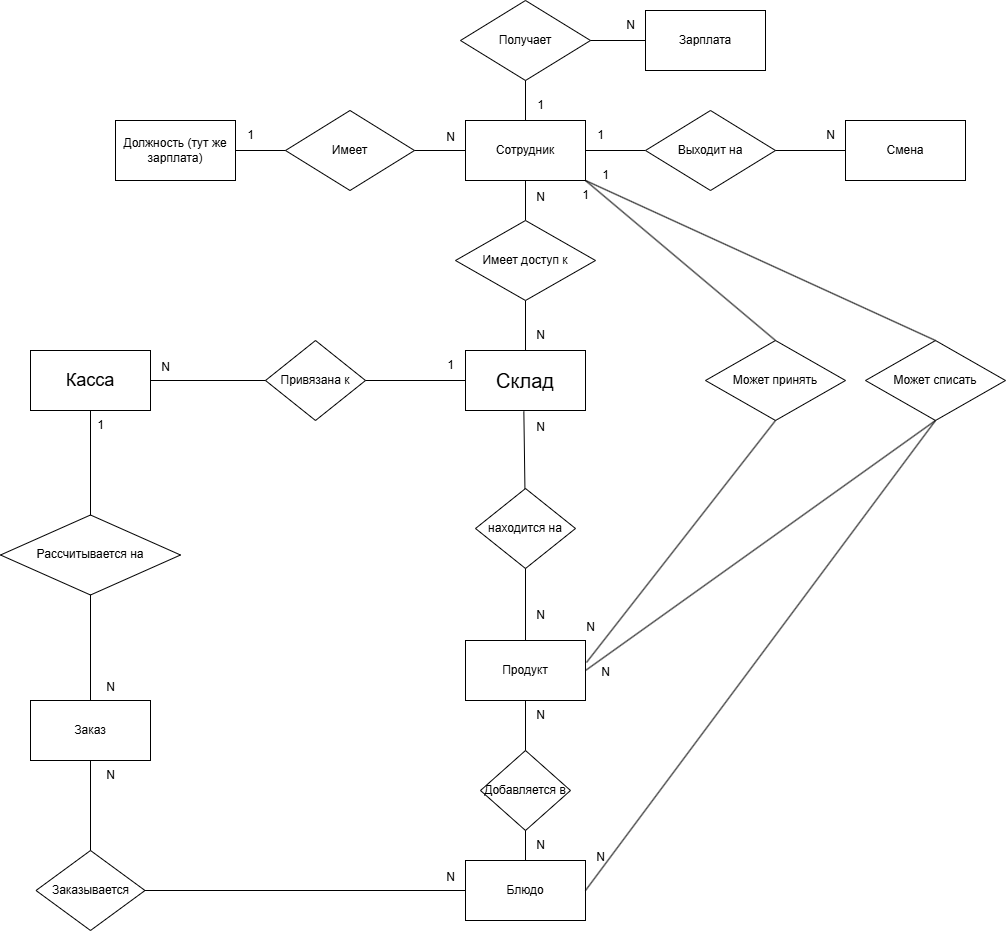 Получает
N
Зарплата
1
Должность (тут же
зарплата)
1
Имеет
N
Сотрудник
1
Выходит на
N
Смена
1
1
N
Имеет доступ к
N
Касса
N
Привязана к
1
Склад
Может принять
Может списать
1
N
находится на
Рассчитывается на
N
N
Продукт
N
N
N
Заказ
N
Добавляется в
N
N
Заказывается
N
Блюдо
N